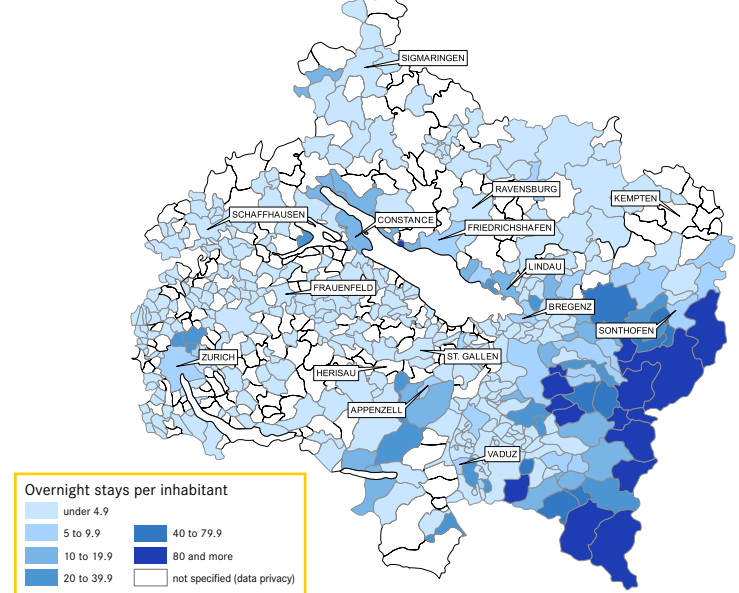 SIGMARINGEN
RAVENSBURG
KEMPTEN
SCHAFFHAUSEN
CONSTANCE
FRIEDRICHSHAFEN
LINDAU
FRAUENFELD
BREGENZ
SONTHOFEN
ZURICH
ST. GALLEN
HERISAU
APPENZELL
VADUZ
Overnight stays per inhabitant
under 4.9
5 to 9.9
40 to 79.9
10 to 19.9
80 and more
20 to 39.9
not specified (data privacy)